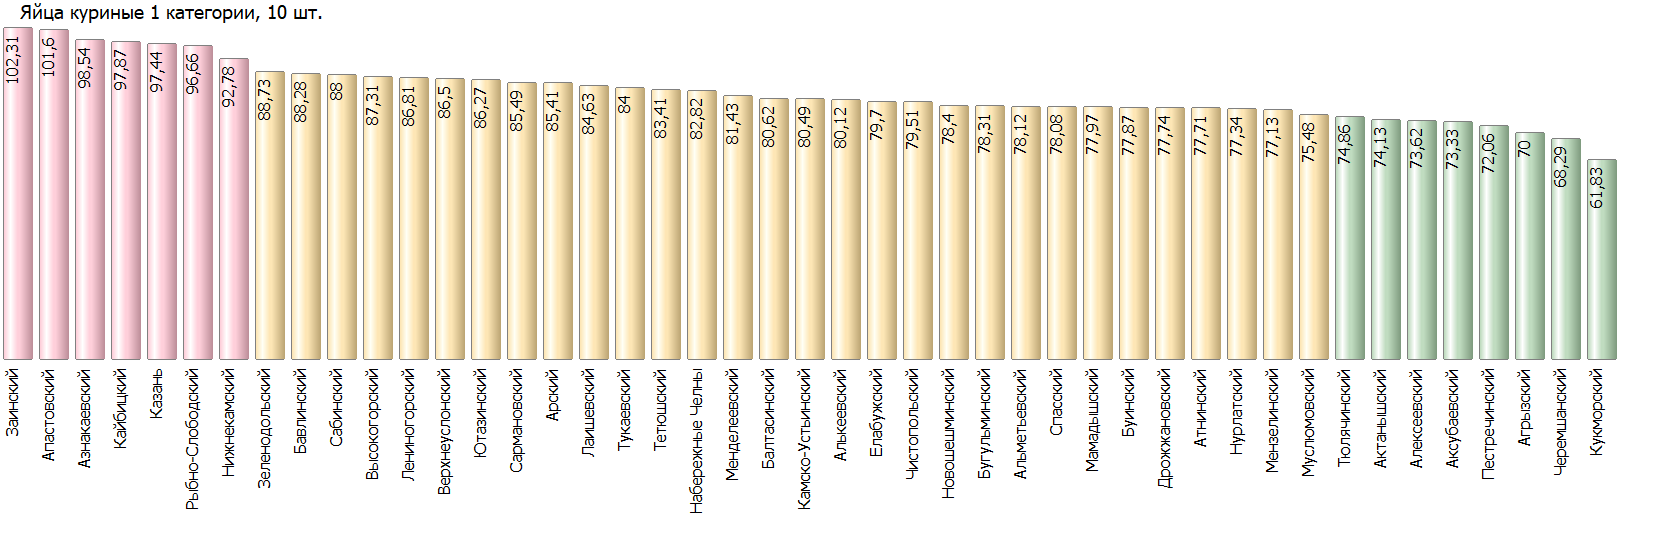 Яйца куриные 1 категории, 10 шт.
102,31
101,6
98,54
97,87
97,44
96,66
92,78
88,73
88,28
88
87,31
86,81
86,5
86,27
85,49
85,41
84,63
84
83,41
82,82
81,43
80,62
80,49
80,12
79,7
79,51
78,4
78,31
78,12
78,08
77,97
77,87
77,74
77,71
77,34
77,13
75,48
74,86
74,13
73,62
73,33
72,06
70
68,29
61,83
Заинский
Апастовский
Азнакаевский
Кайбицкий
Казань
Рыбно-Слободский
Нижнекамский
Зеленодольский
Бавлинский
Сабинский
Высокогорский
Лениногорский
Верхнеуслонский
Ютазинский
Сармановский
Арский
Лаишевский
Тукаевский
Тетюшский
Набережные Челны
Менделеевский
Балтасинский
Камско-Устьинский
Алькеевский
Елабужский
Чистопольский
Новошешминский
Бугульминский
Альметьевский
Спасский
Мамадышский
Буинский
Дрожжановский
Атнинский
Нурлатский
Мензелинский
Муслюмовский
Тюлячинский
Актанышский
Алексеевский
Аксубаевский
Пестречинский
Агрызский
Черемшанский
Кукморский